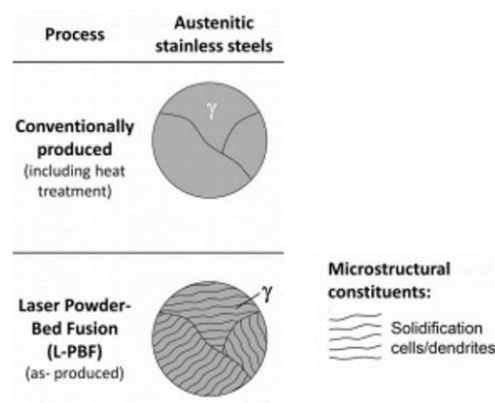 Process
Austenitic
stainless steels
Conventionally
produced
(including heat
treatment)
γ
Laser Powder-
Bed Fusion
(L-PBF)
(as- produced)
γ
Microstructural
constituents:
Solidification
cells/dendrites